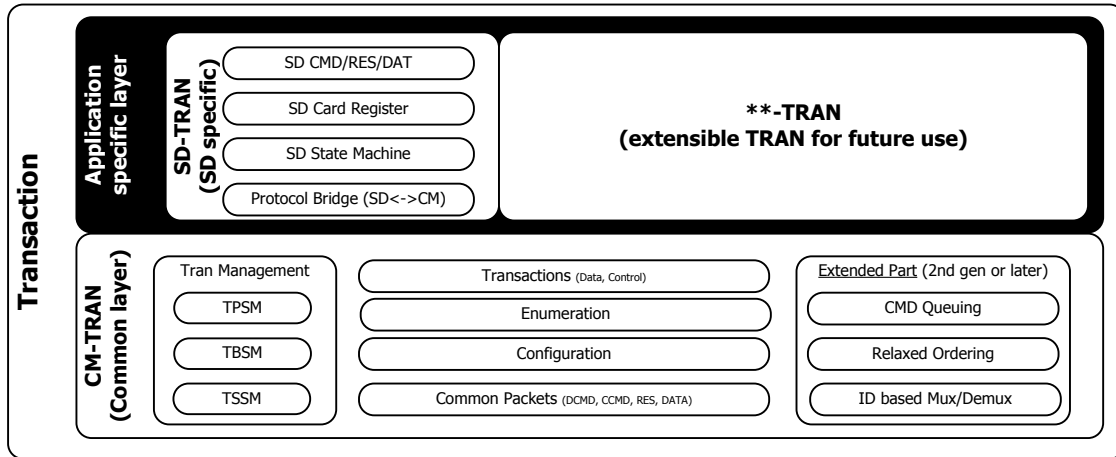 Transaction
Application
specific layer
SD-TRAN
(SD specific)
SD CMD/RES/DAT
SD Card Register
SD State Machine
Protocol Bridge (SD<->CM)
**-TRAN
(extensible TRAN for future use)
CM-TRAN
(Common layer)
Tran Management
TPSM
TBSM
TSSM
Transactions (Data, Control)
Enumeration
Configuration
Common Packets (DCMD, CCMD, RES, DATA)
Extended Part (2nd gen or later)
CMD Queuing
Relaxed Ordering
ID based Mux/Demux